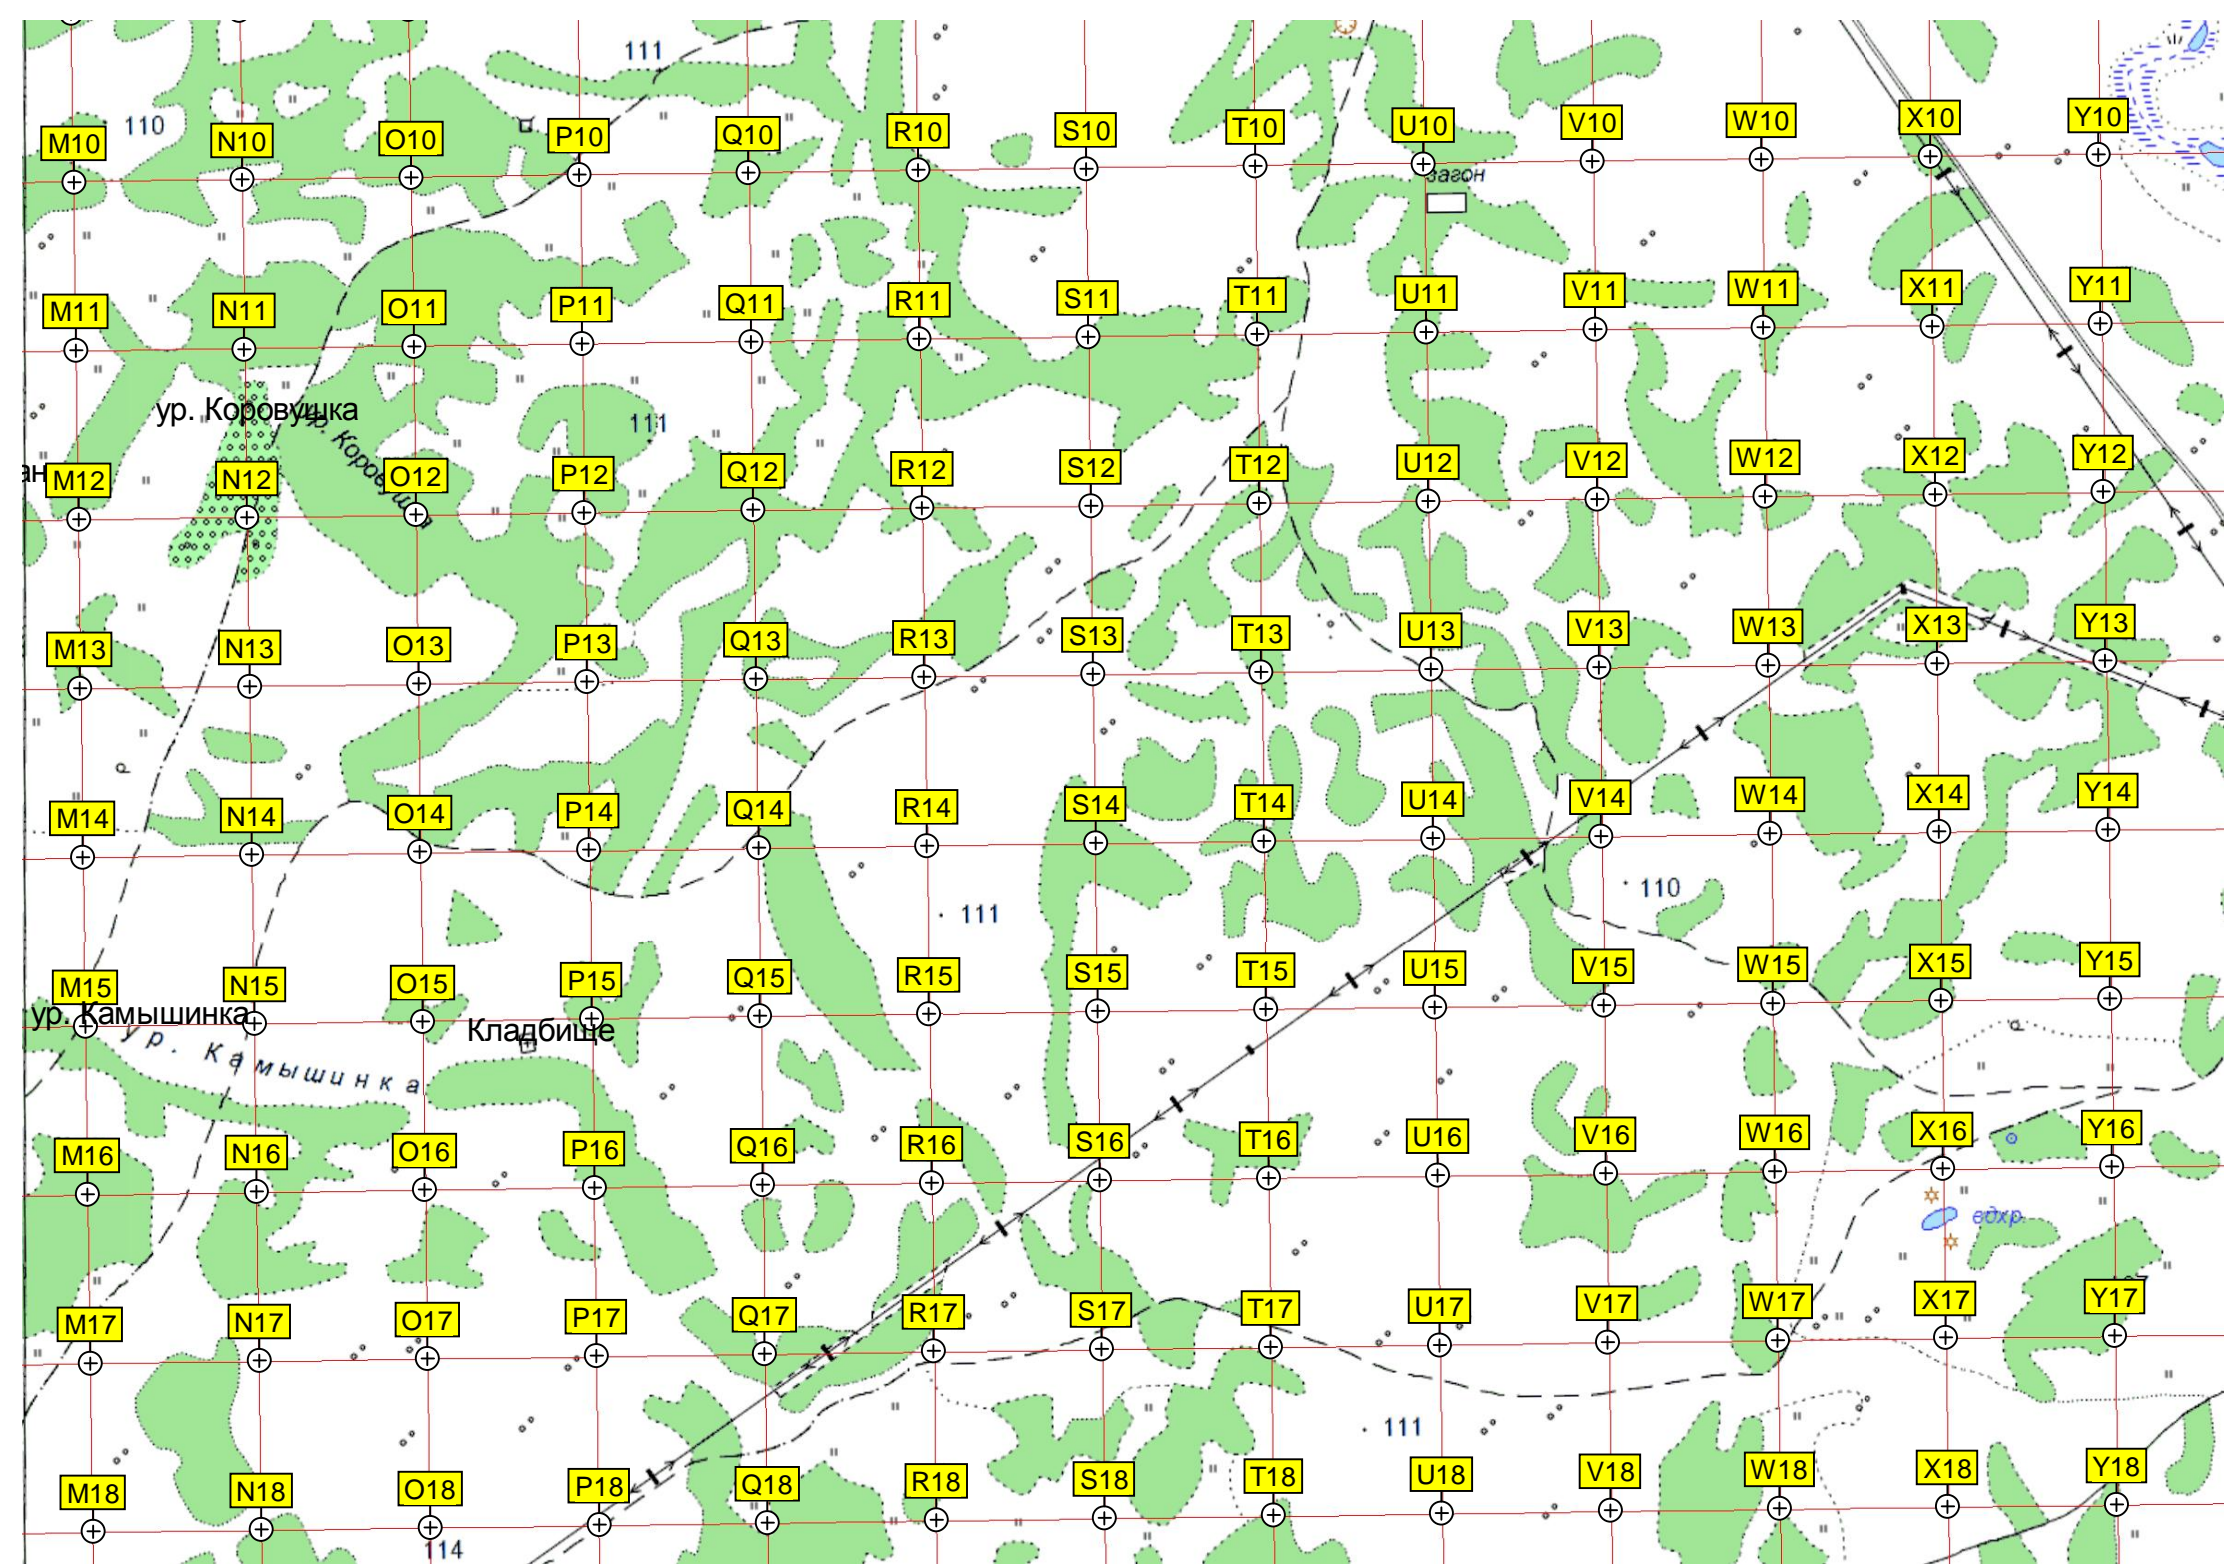 111
110
M10 N10 O10 P10 Q10 R10 S10 T10 U10 V10 W10 X10 Y10
загон
M11 N11 O11 P11 Q11 R11 S11 T11 U11 V11 W11 X11 Y11
ур. Коровушка
ур. Коровушка
111
ан
M12 N12 O12 P12 Q12 R12 S12 T12 U12 V12 W12 X12 Y12
M13 N13 O13 P13 Q13 R13 S13 T13 U13 V13 W13 X13 Y13
M14 N14 O14 P14 Q14 R14 S14 T14 U14 V14 W14 X14 Y14
110
111
M15 N15 O15 P15 Q15 R15 S15 T15 U15 V15 W15 X15 Y15
ур. Камышинка
Кладбище
ур. Камышинка
M16 N16 O16 P16 Q16 R16 S16 T16 U16 V16 W16 X16 Y16
вдхр.
M17 N17 O17 P17 Q17 R17 S17 T17 U17 V17 W17 X17 Y17
111
M18 N18 O18 P18 Q18 R18 S18 T18 U18 V18 W18 X18 Y18
114